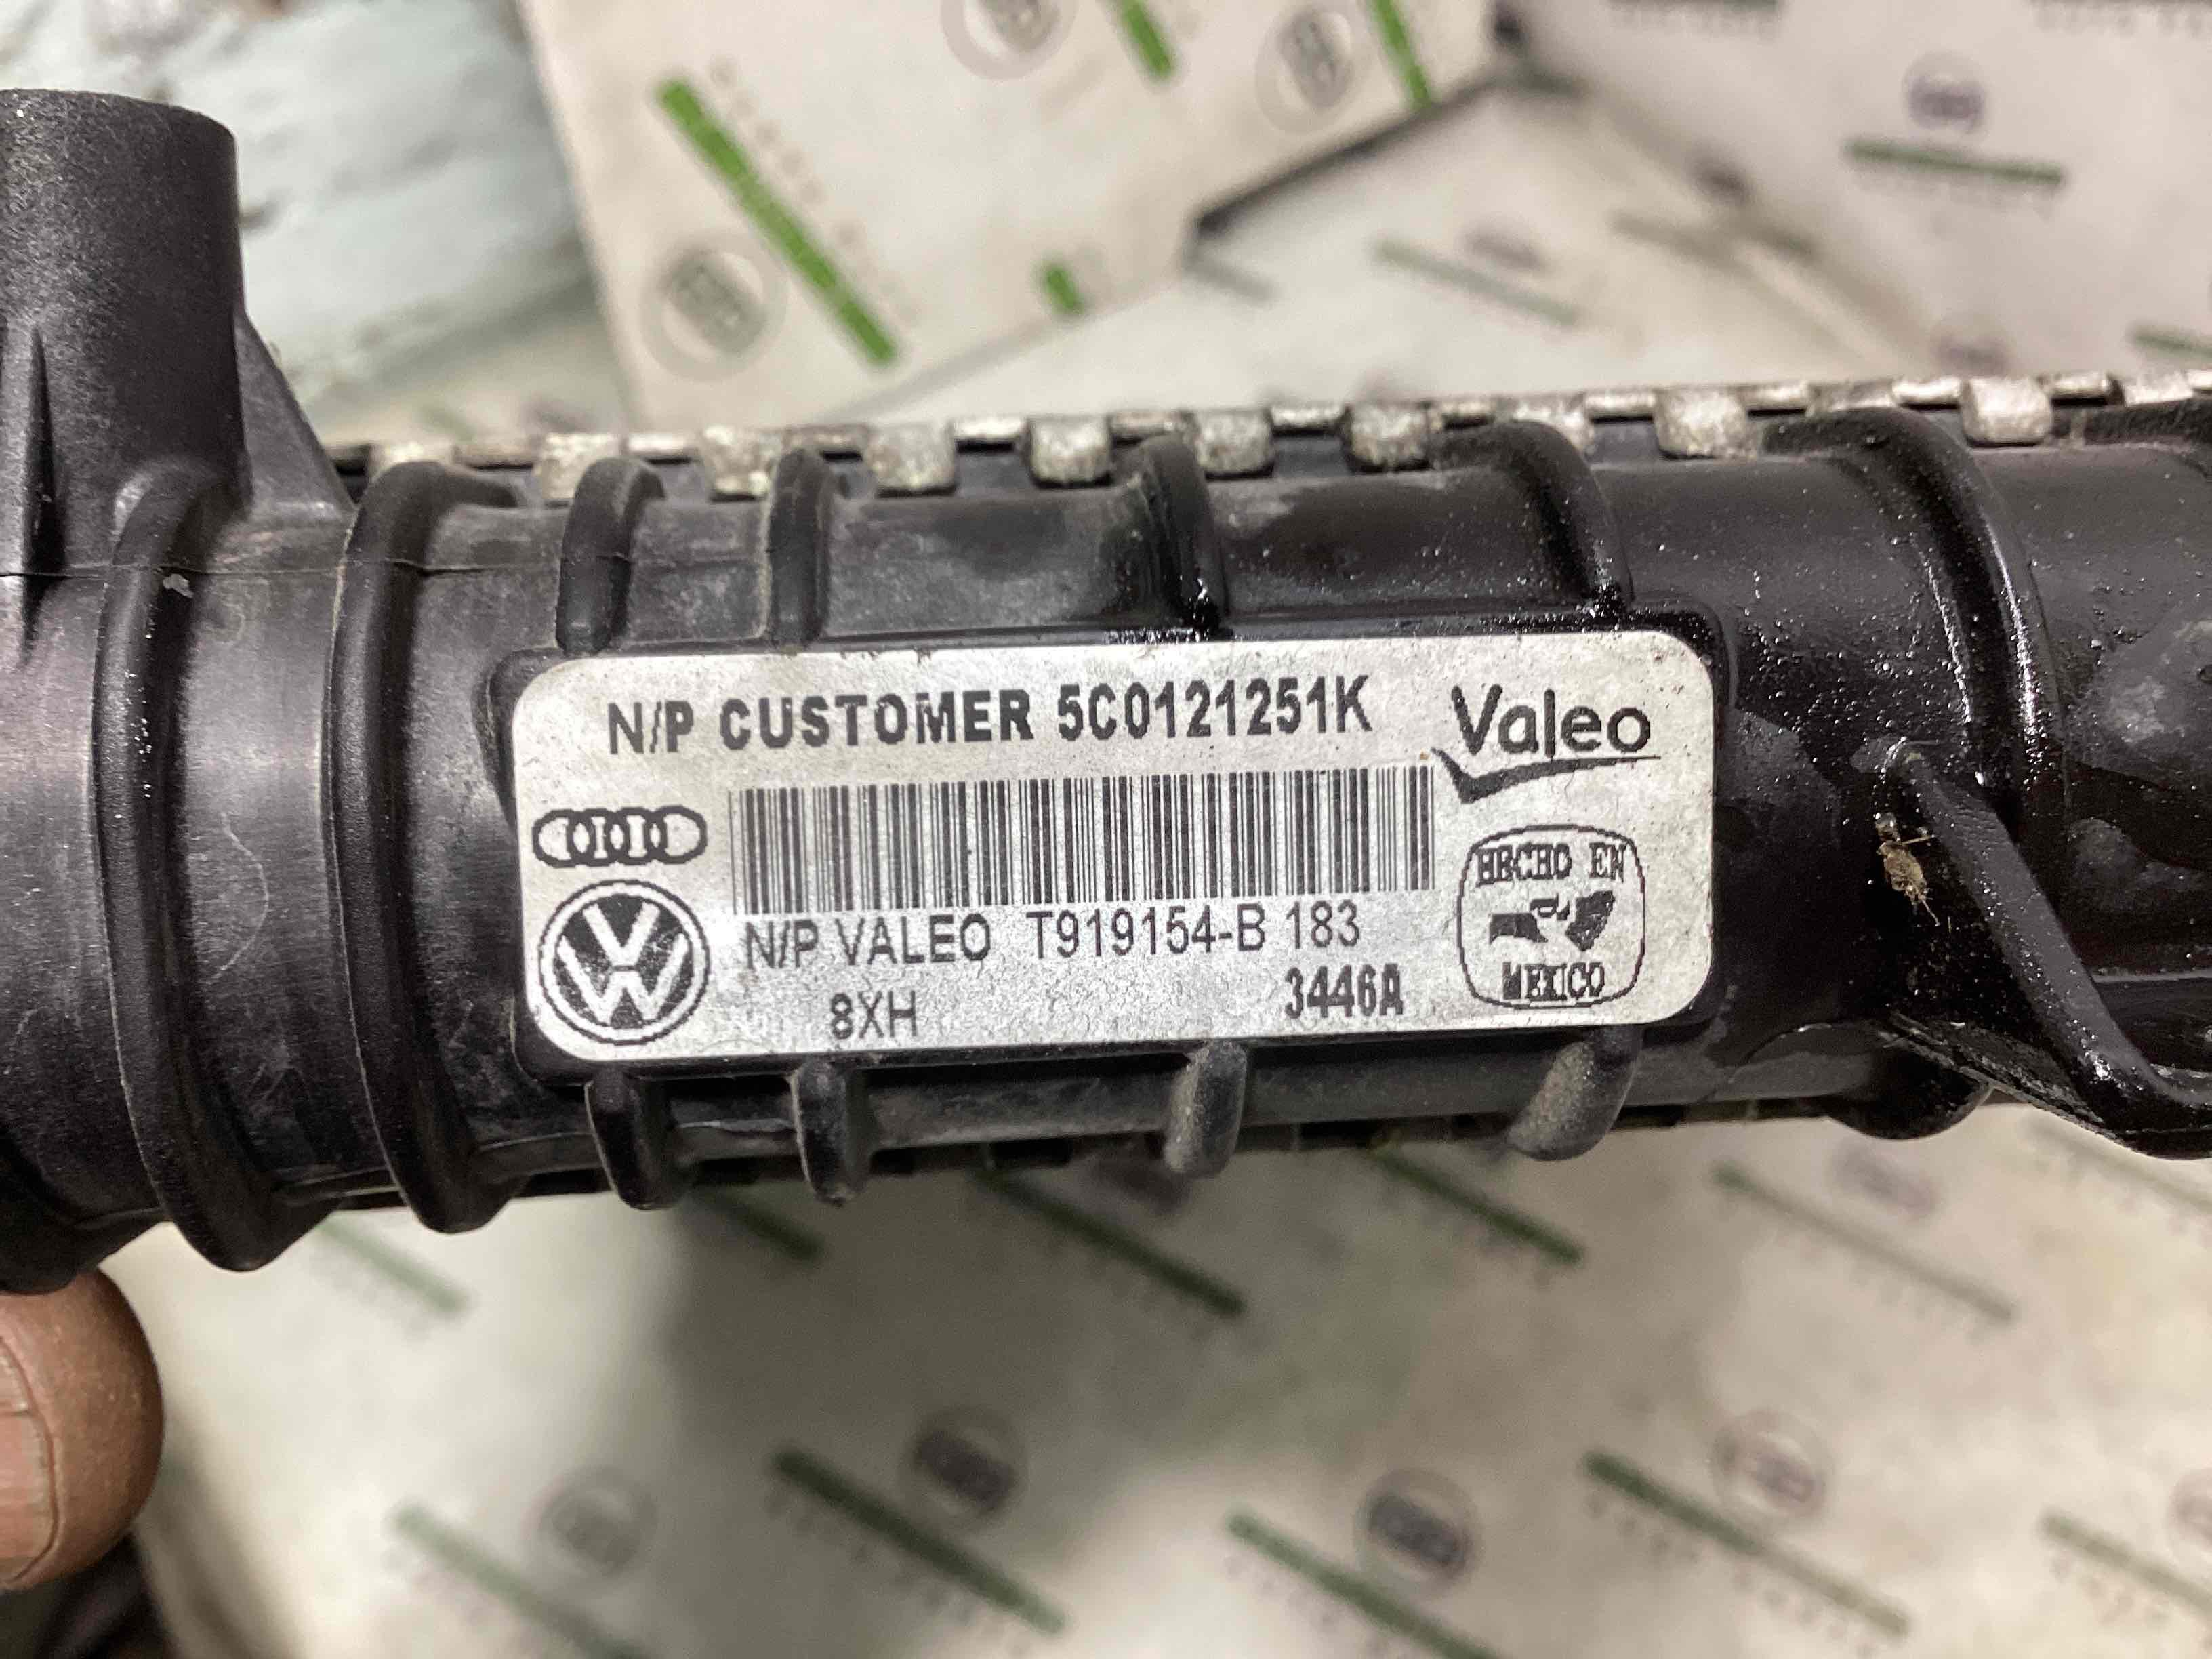 N/P CUSTOMER 5C0121251K
Valeo
N/P VALEO T919154-B 183
8XH
3446A
HECHO EN
MEXICO